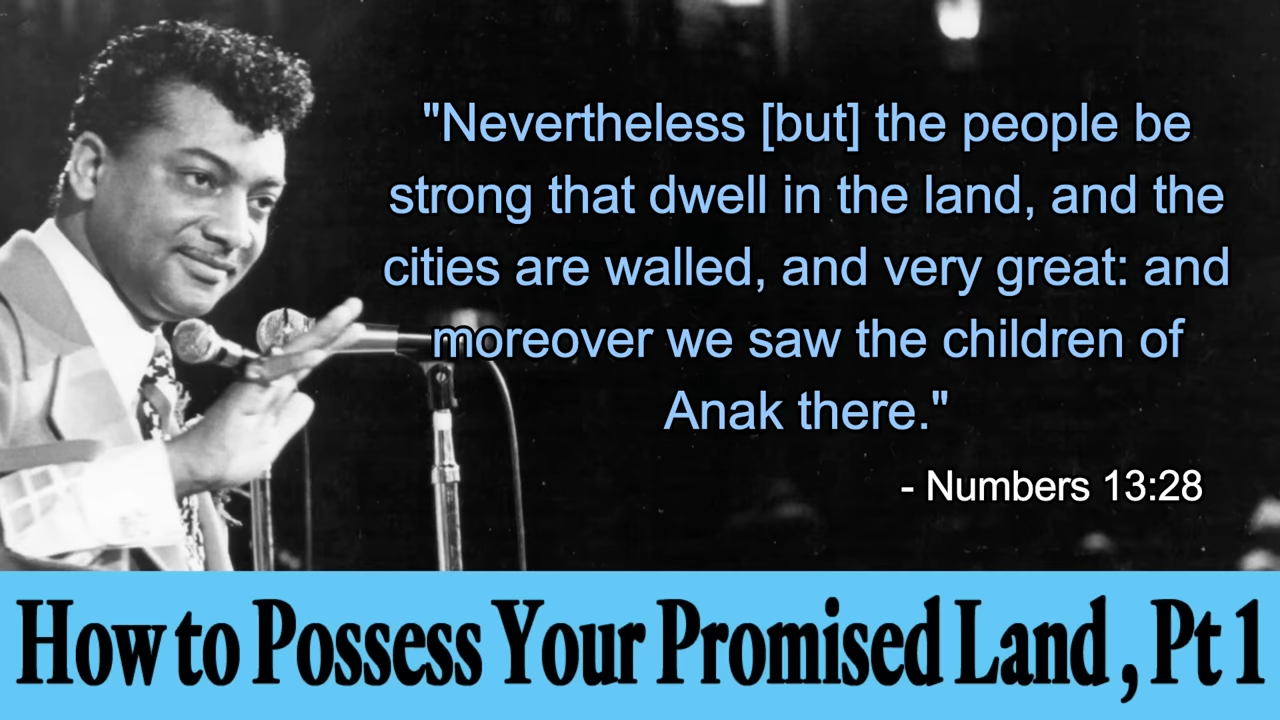 "Nevertheless [but] the people be
strong that dwell in the land, and the
cities are walled, and very great: and
moreover we saw the children of
Anak there."
- Numbers 13:28
How to Possess Your Promised Land , Pt 1